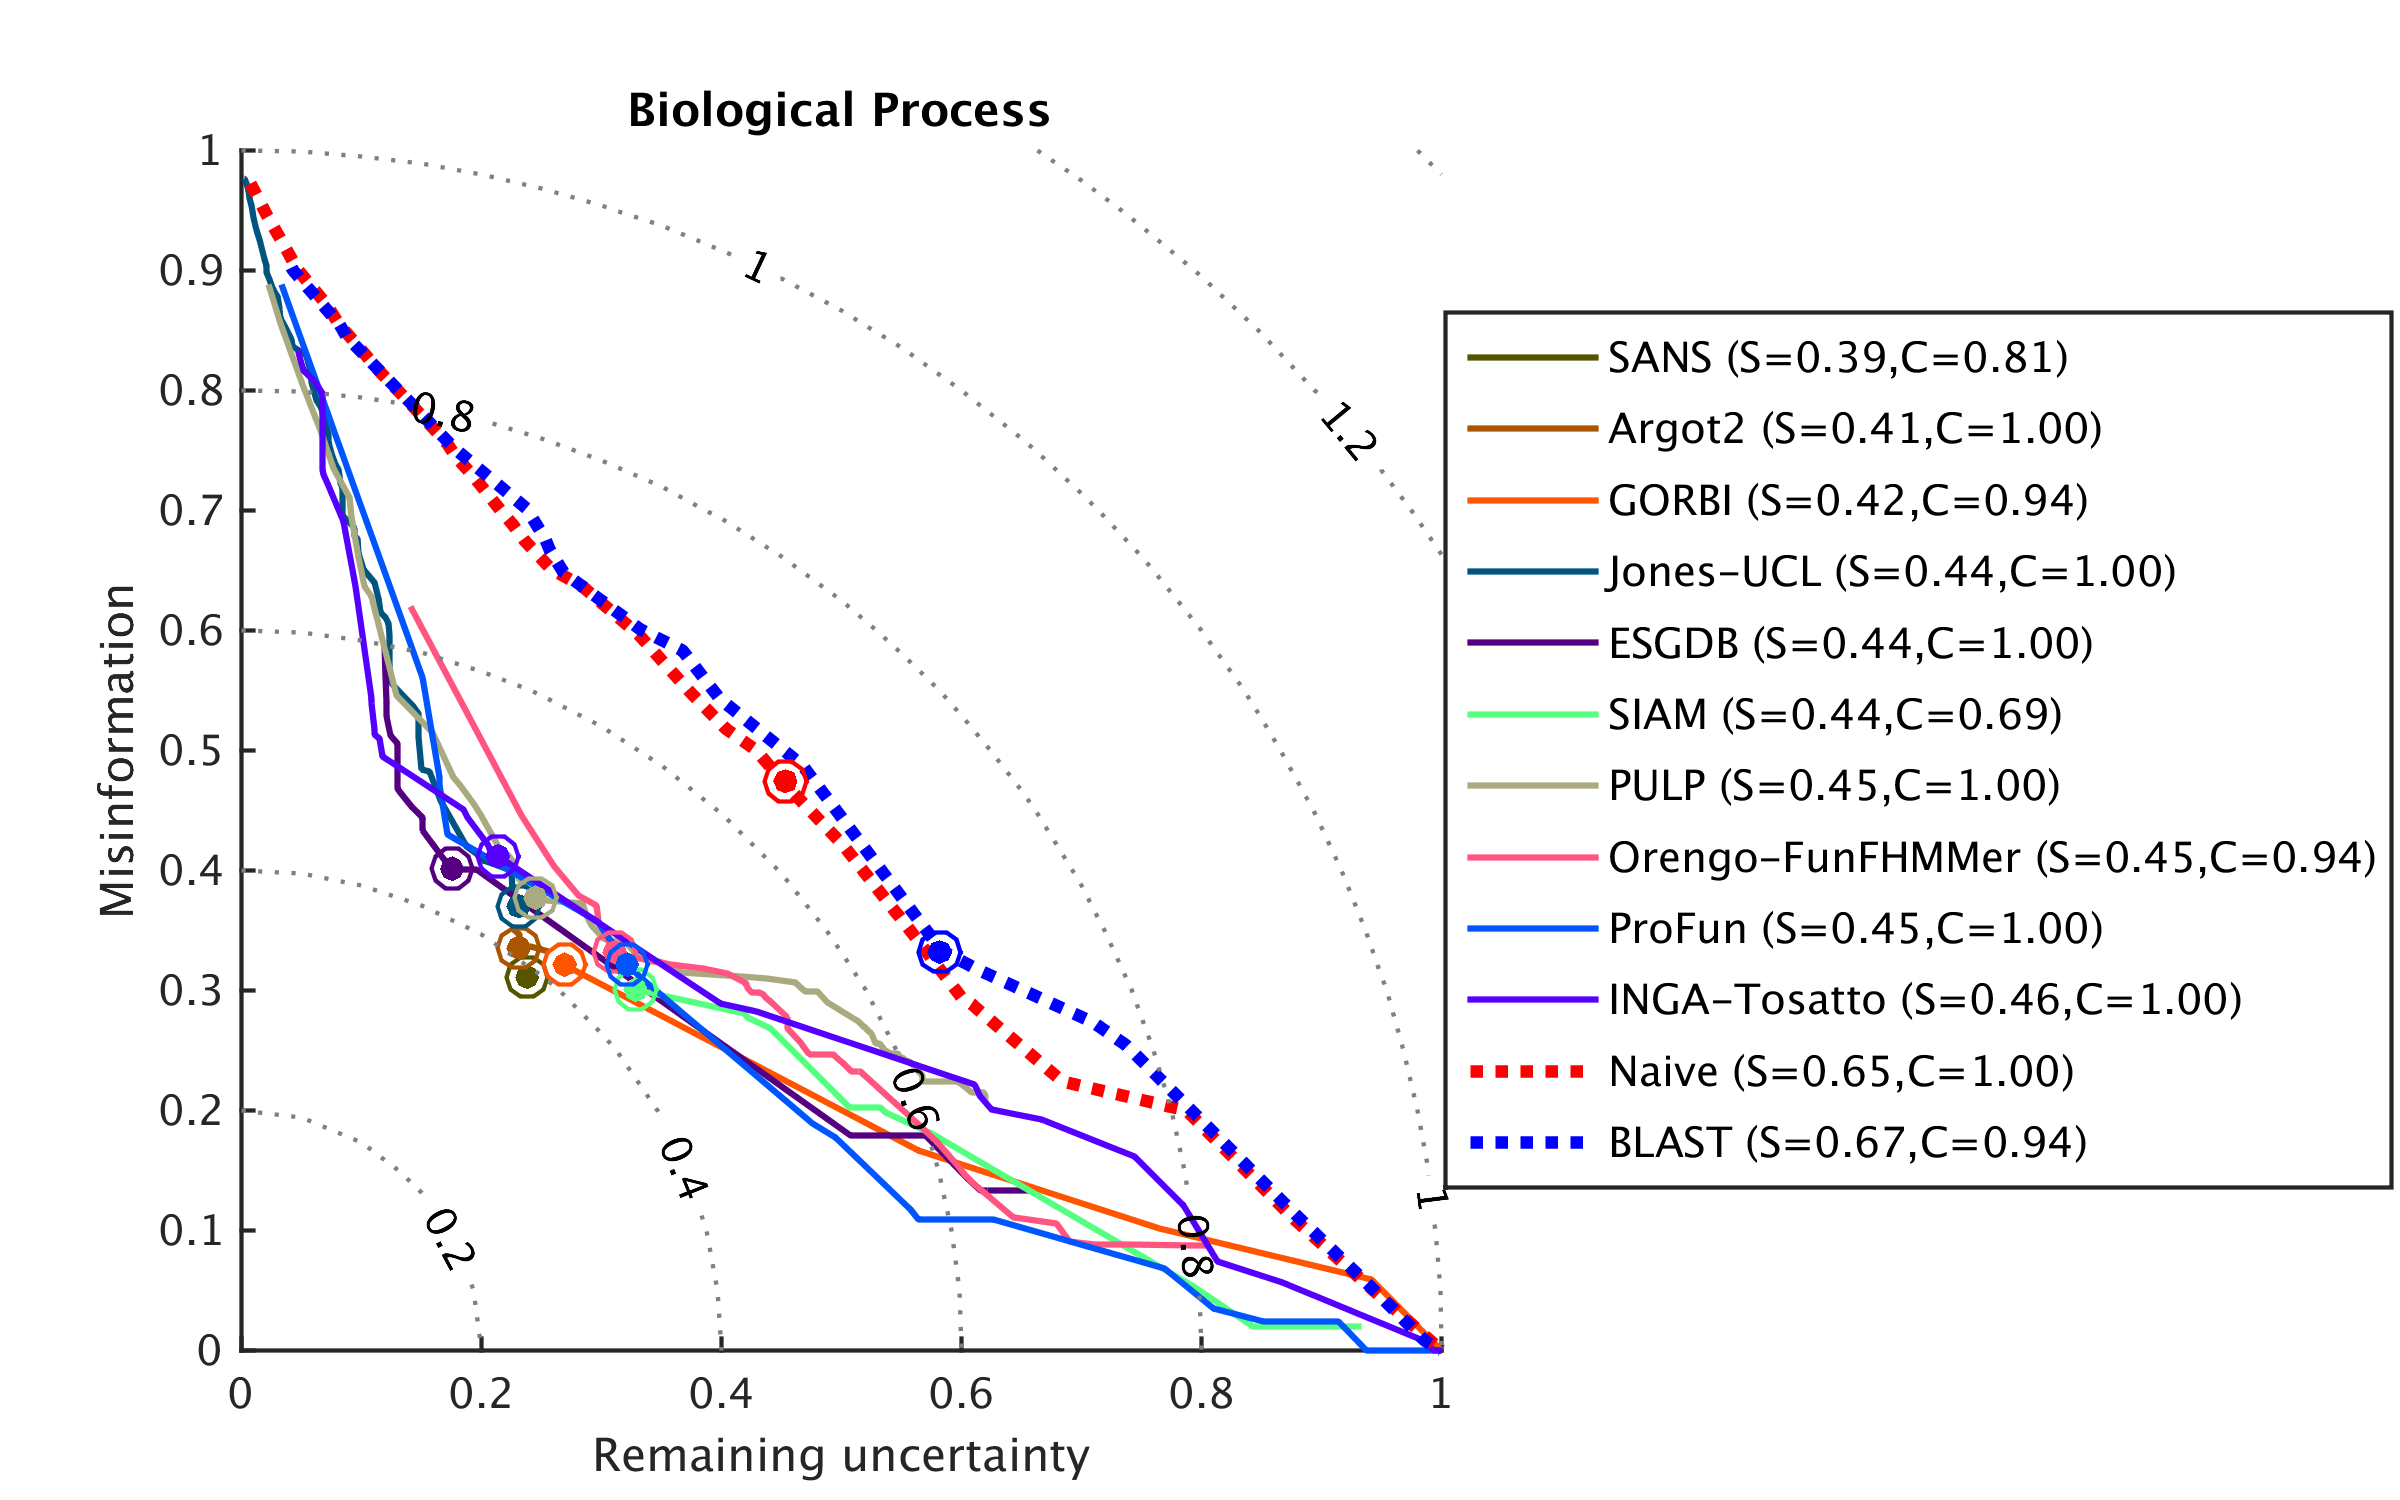 Biological Process
Misinformation
1
0.9
0.8
0.7
0.6
0.5
0.4
0.3
0.2
0.1
0
0
0.2
0.4
0.6
0.8
1
Remaining uncertainty
1
0.8
1.2
0.6
0.4
0.2
0.8
1
SANS (S=0.39,C=0.81)
Argot2 (S=0.41,C=1.00)
GORBI (S=0.42,C=0.94)
Jones-UCL (S=0.44,C=1.00)
ESGDB (S=0.44,C=1.00)
SIAM (S=0.44,C=0.69)
PULP (S=0.45,C=1.00)
Orengo-FunFHMMer (S=0.45,C=0.94)
ProFun (S=0.45,C=1.00)
INGA-Tosatto (S=0.46,C=1.00)
Naive (S=0.65,C=1.00)
BLAST (S=0.67,C=0.94)